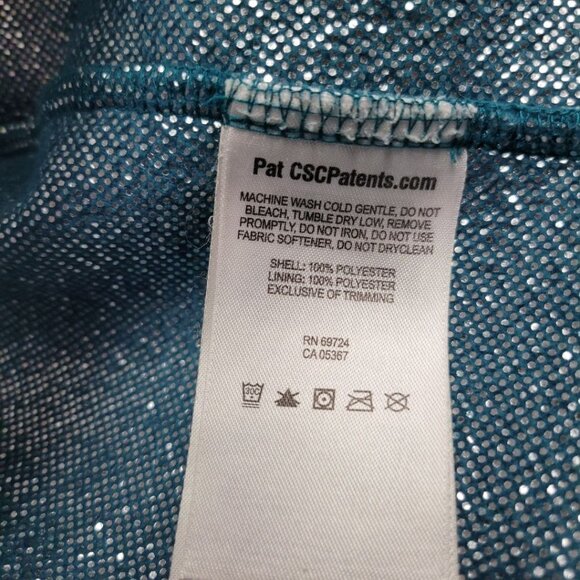 Pat CSCPatents.com
MACHINE WASH COLD GENTLE, DO NOT
BLEACH, TUMBLE DRY LOW, REMOVE
PROMPTLY, DO NOT IRON, DO NOT USE
FABRIC SOFTENER, DO NOT DRYCLEAN
SHELL: 100% POLYESTER
LINING: 100% POLYESTER
EXCLUSIVE OF TRIMMING
RN 69724
CA 05367
30C